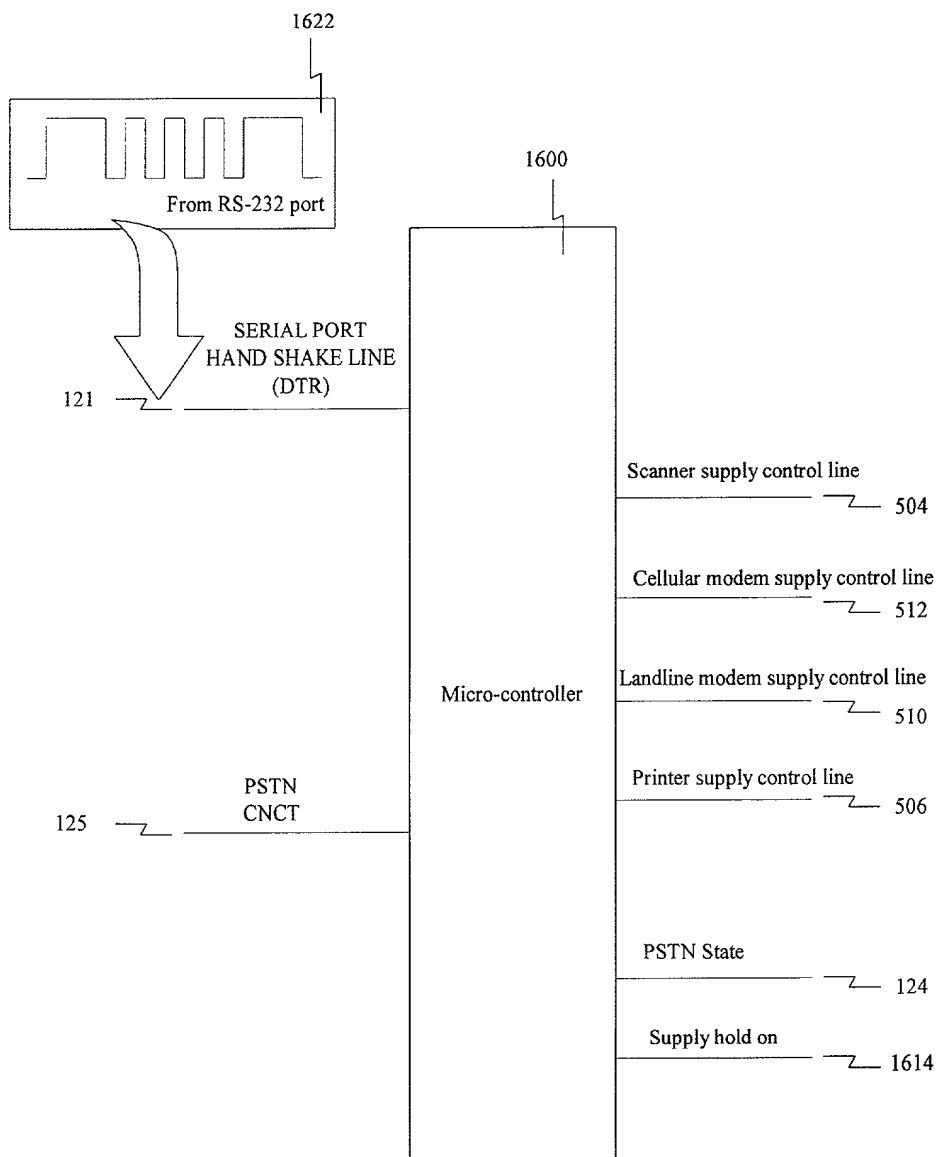 1622
1600
From RS-232 port
SERIAL PORT
HAND SHAKE LINE
(DTR)
121
Scanner supply control line
504
Cellular modem supply control line
512
Micro-controller
Landline modem supply control line
510
Printer supply control line
506
PSTN
CNCT
125
PSTN State
124
Supply hold on
1614